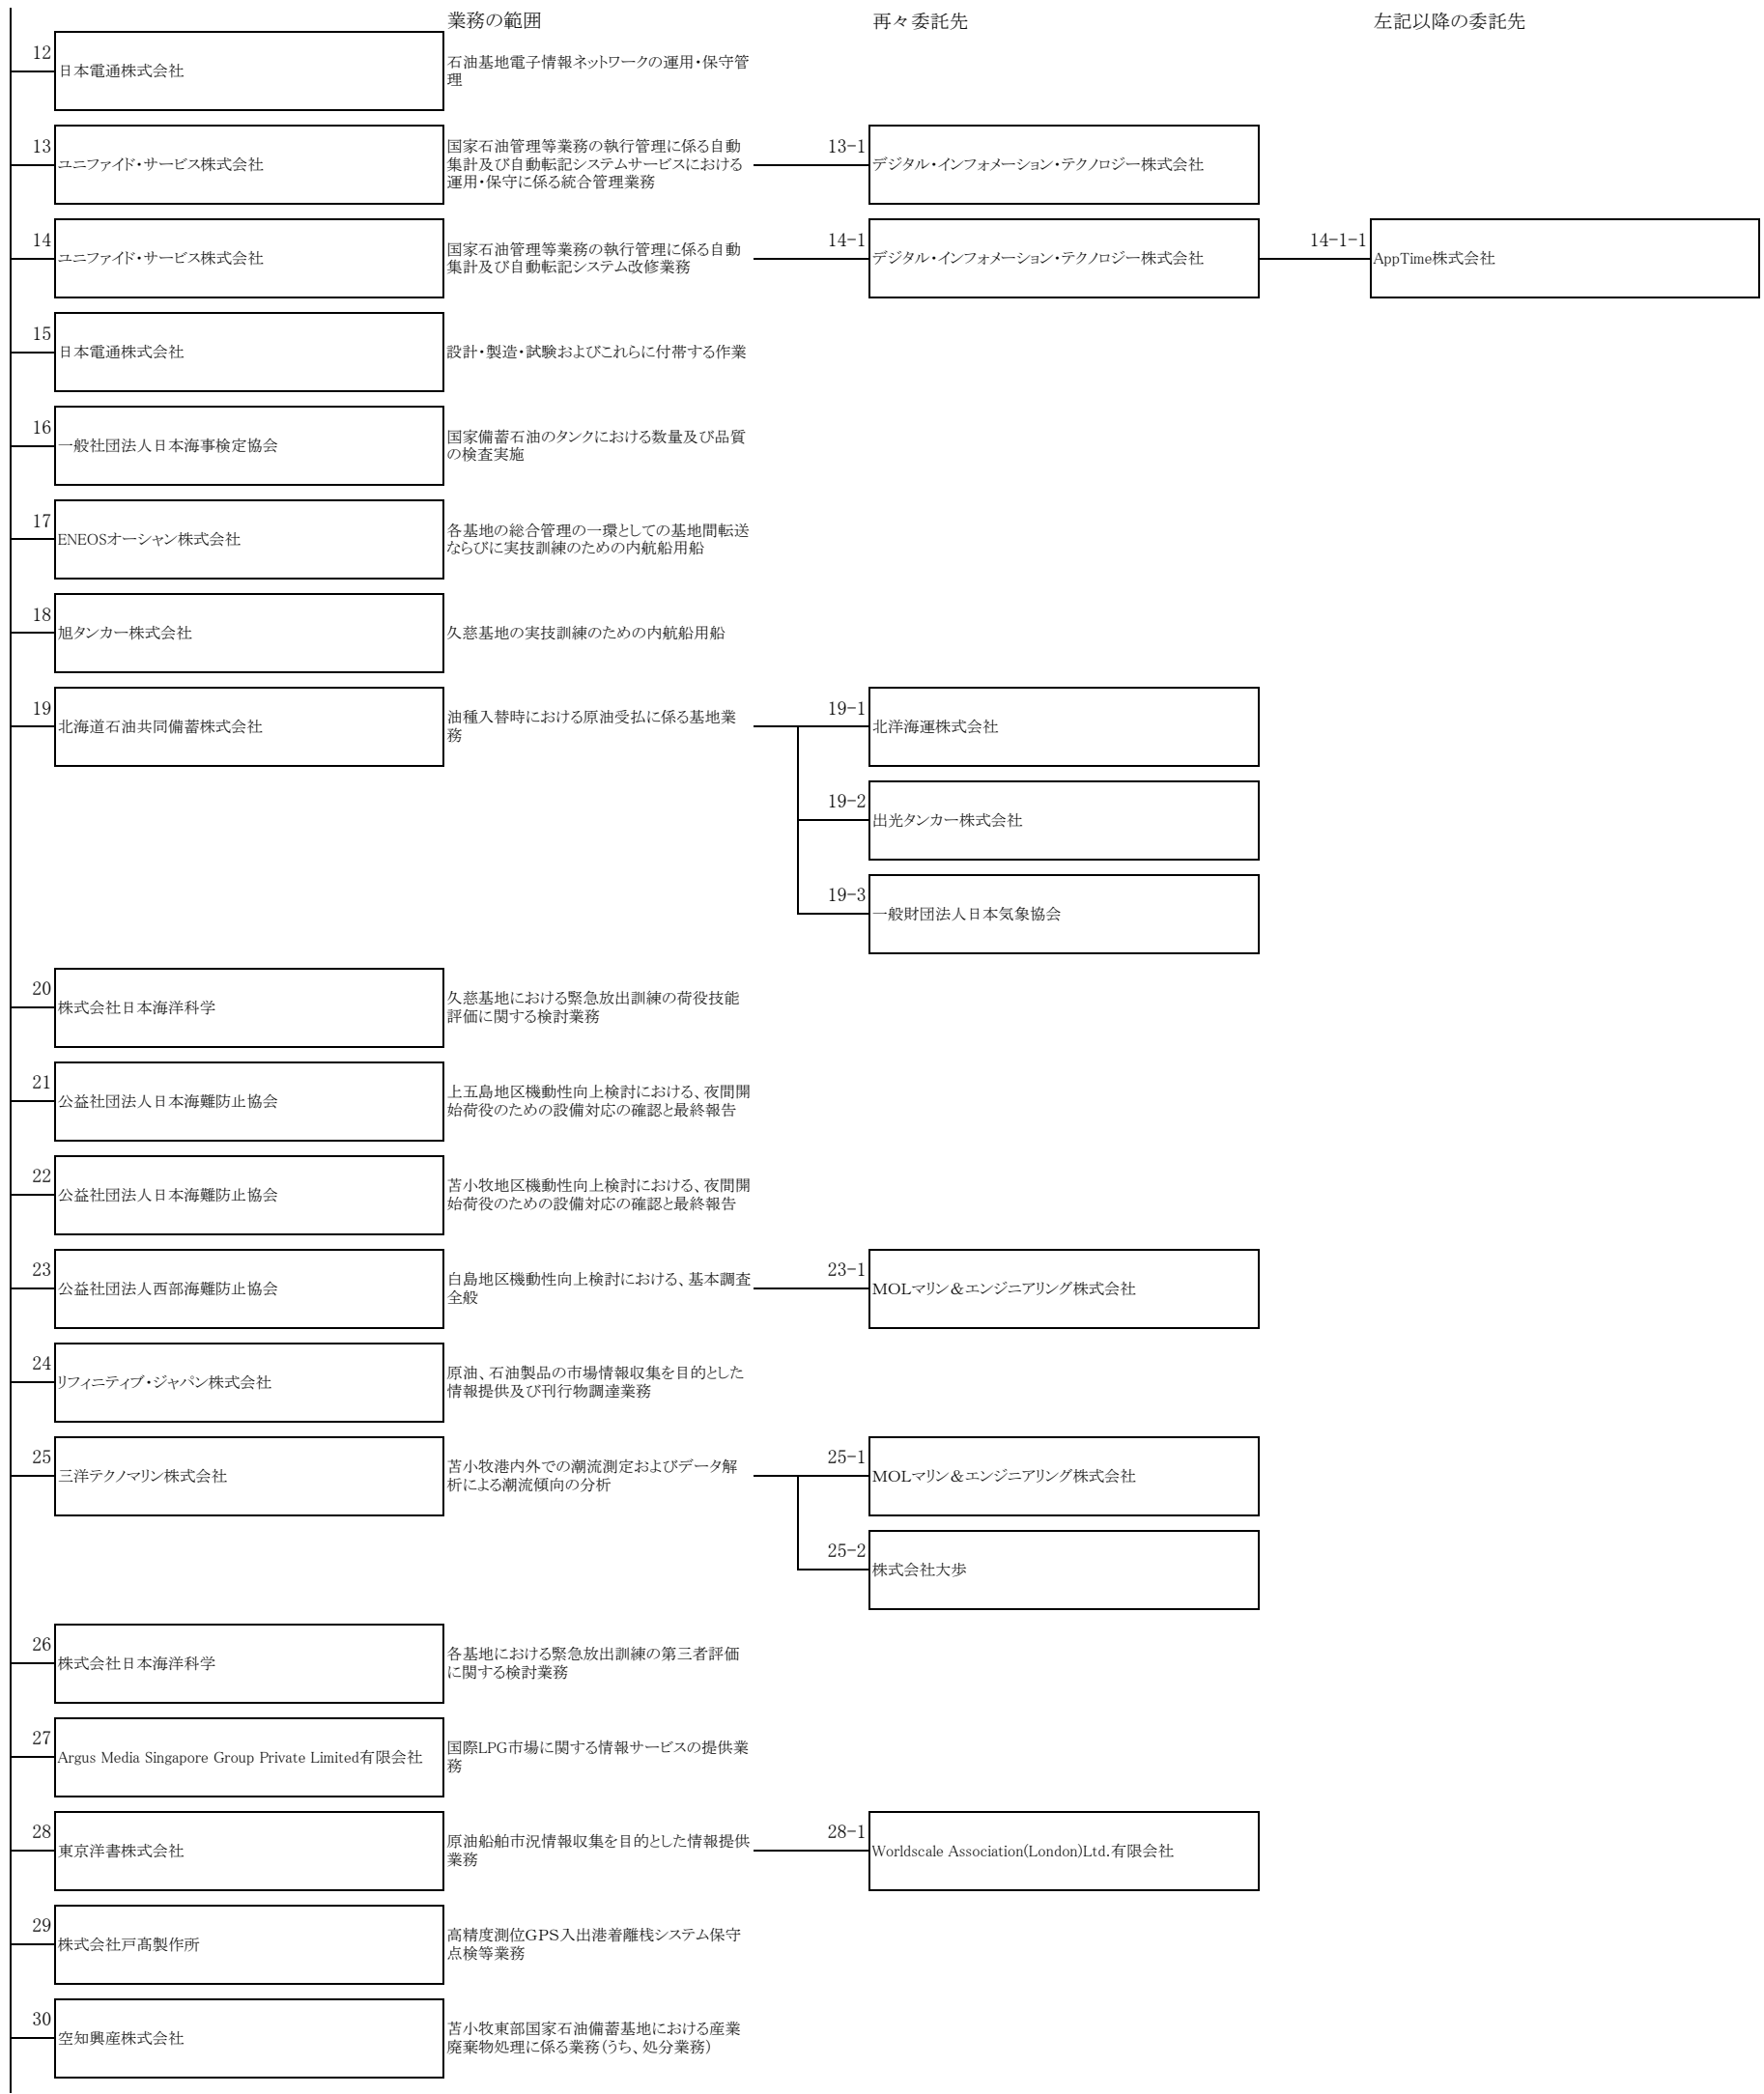 業務の範囲
再々委託先
左記以降の委託先
12
日本電通株式会社
石油基地電子情報ネットワークの運用・保守管
理
13
ユニファイド・サービス株式会社
国家石油管理等業務の執行管理に係る自動
集計及び自動転記システムサービスにおける
運用・保守に係る統合管理業務
13-1
デジタル・インフォメーション・テクノロジー株式会社
14
ユニファイド・サービス株式会社
国家石油管理等業務の執行管理に係る自動
集計及び自動転記システム改修業務
14-1
デジタル・インフォメーション・テクノロジー株式会社
14-1-1
AppTime株式会社
15
日本電通株式会社
設計・製造・試験およびこれらに付帯する作業
16
一般社団法人日本海事検定協会
国家備蓄石油のタンクにおける数量及び品質
の検査実施
17
ENEOSオーシャン株式会社
各基地の総合管理の一環としての基地間転送
ならびに実技訓練のための内航船用船
18
旭タンカー株式会社
久慈基地の実技訓練のための内航船用船
19
北海道石油共同備蓄株式会社
油種入替時における原油受払に係る基地業
務
19-1
北洋海運株式会社
19-2
出光タンカー株式会社
19-3
一般財団法人日本気象協会
20
株式会社日本海洋科学
久慈基地における緊急放出訓練の荷役技能
評価に関する検討業務
21
公益社団法人日本海難防止協会
上五島地区機動性向上検討における、夜間開
始荷役のための設備対応の確認と最終報告
22
公益社団法人日本海難防止協会
苫小牧地区機動性向上検討における、夜間開
始荷役のための設備対応の確認と最終報告
23
公益社団法人西部海難防止協会
白島地区機動性向上検討における、基本調査
全般
23-1
MOLマリン＆エンジニアリング株式会社
24
リフィニティブ・ジャパン株式会社
原油、石油製品の市場情報収集を目的とした
情報提供及び刊行物調達業務
25
三洋テクノマリン株式会社
苫小牧港内外での潮流測定およびデータ解
析による潮流傾向の分析
25-1
MOLマリン＆エンジニアリング株式会社
25-2
株式会社大歩
26
株式会社日本海洋科学
各基地における緊急放出訓練の第三者評価
に関する検討業務
27
Argus Media Singapore Group Private Limited有限会社
国際LPG市場に関する情報サービスの提供業
務
28
東京洋書株式会社
原油船舶市況情報収集を目的とした情報提供
業務
28-1
Worldscale Association(London)Ltd.有限会社
29
株式会社戸髙製作所
高精度測位GPS入出港着離桟システム保守
点検等業務
30
空知興産株式会社
苫小牧東部国家石油備蓄基地における産業
廃棄物処理に係る業務（うち、処分業務）